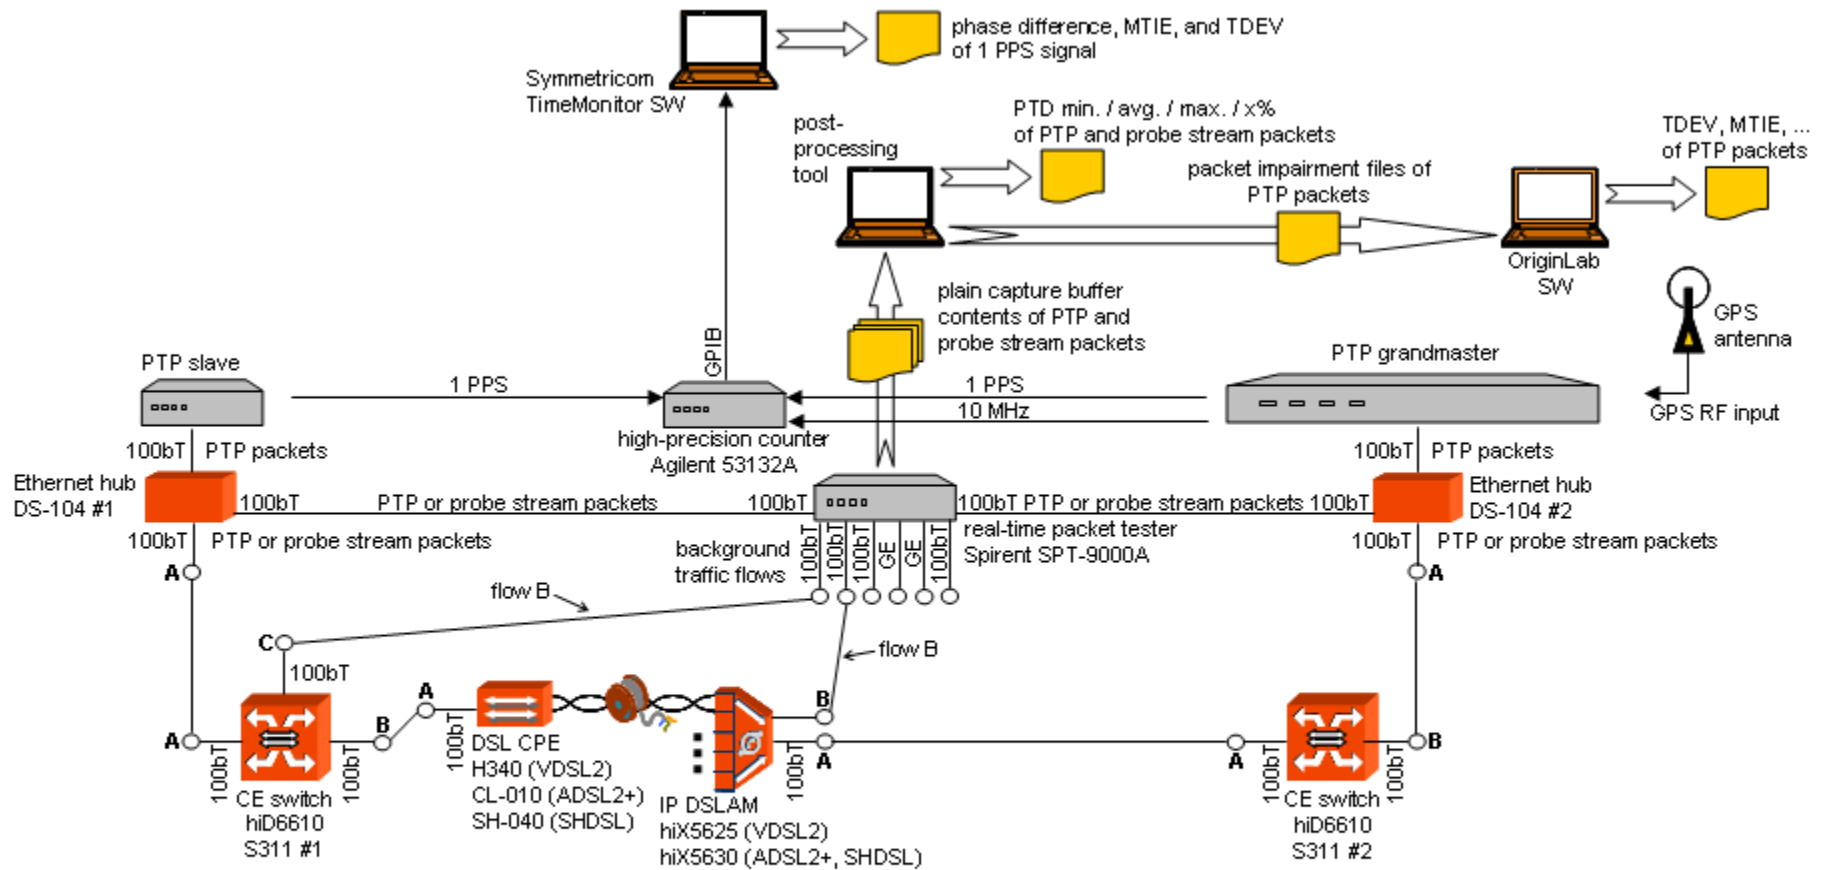 phase difference, MTIE, and TDEV
of 1 PPS signal
Symmetricom
TimeMonitor SW
post-
processing
tool
PTD min. / avg. / max. / x%
of PTP and probe stream packets
packet impairment files of
PTP packets
TDEV, MTIE, ...
of PTP packets
OriginLab
SW
plain capture buffer
contents of PTP and
probe stream packets
GPS
antenna
GPS RF input
GPIB
PTP slave
PTP grandmaster
1 PPS
1 PPS
10 MHz
high-precision counter
Agilent 53132A
100bT
PTP packets
100bT
PTP packets
Ethernet hub
DS-104 #1
100bT
PTP or probe stream packets
100bT
100bT
PTP or probe stream packets
100bT
Ethernet hub
DS-104 #2
100bT
PTP or probe stream packets
real-time packet tester
Spirent SPT-9000A
100bT
PTP or probe stream packets
background
traffic flows
100bT
100bT
100bT
GE
GE
100bT
A
A
flow B
flow B
C
100bT
A
100bT
100bT
B
A
100bT
B
A
100bT
A
100bT
100bT
B
CE switch
hiD6610
S311 #1
DSL CPE
H340 (VDSL2)
CL-010 (ADSL2+)
SH-040 (SHDSL)
IP DSLAM
hiX5625 (VDSL2)
hiX5630 (ADSL2+, SHDSL)
CE switch
hiD6610
S311 #2